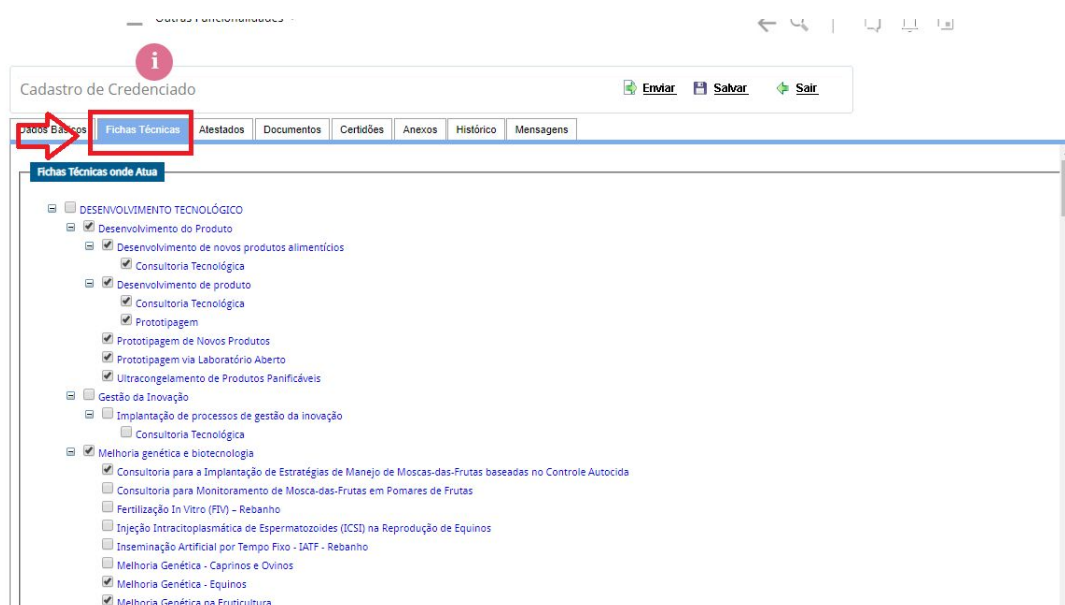 Outras Funcionalidades
i
Cadastro de Credenciado
Enviar Salvar Sair
Dados Básicos Fichas Técnicas Atestados Documentos Certidões Anexos Histórico Mensagens
Fichas Técnicas onde Atua
DESENVOLVIMENTO TECNOLÓGICO
Desenvolvimento do Produto
Desenvolvimento de novos produtos alimentícios
Consultoria Tecnológica
Desenvolvimento de produto
Consultoria Tecnológica
Prototipagem
Prototipagem de Novos Produtos
Prototipagem via Laboratório Aberto
Ultracongelamento de Produtos Panificáveis
Gestão da Inovação
Implantação de processos de gestão da inovação
Consultoria Tecnológica
Melhoria genética e biotecnologia
Consultoria para a Implantação de Estratégias de Manejo de Moscas-das-Frutas baseadas no Controle Autocida
Consultoria para Monitoramento de Mosca-das-Frutas em Pomares de Frutas
Fertilização In Vitro (FIV) – Rebanho
Injeção Intracitoplasmática de Espermatozoides (ICSI) na Reprodução de Equinos
Inseminação Artificial por Tempo Fixo - IATF - Rebanho
Melhoria Genética - Caprinos e Ovinos
Melhoria Genética - Equinos
Melhoria Genética na Fruticultura